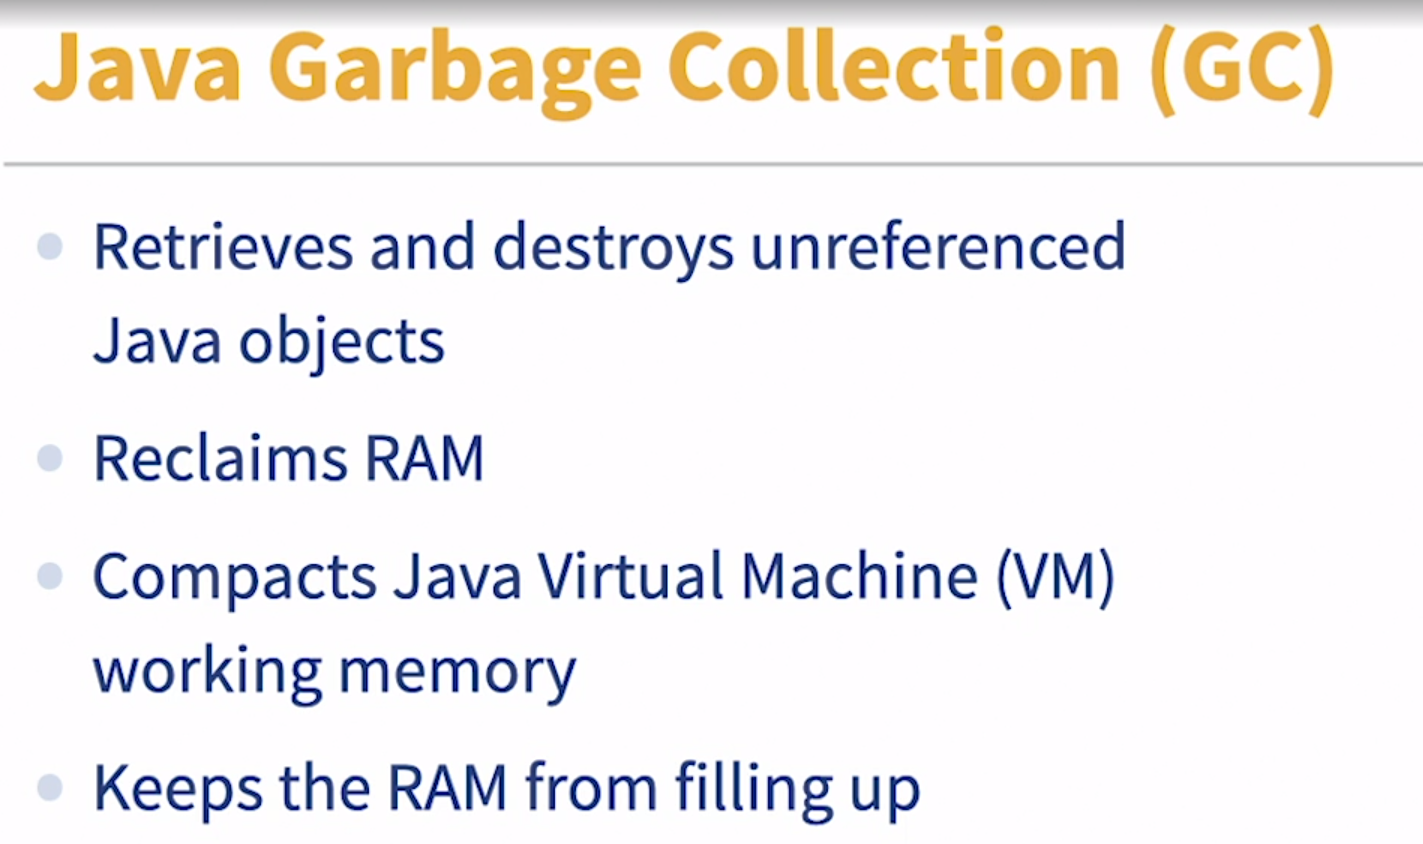 Java Garbage Collection (GC)
Retrieves and destroys unreferenced
Java objects
Reclaims RAM
Compacts Java Virtual Machine (VM)
working memory
Keeps the RAM from filling up